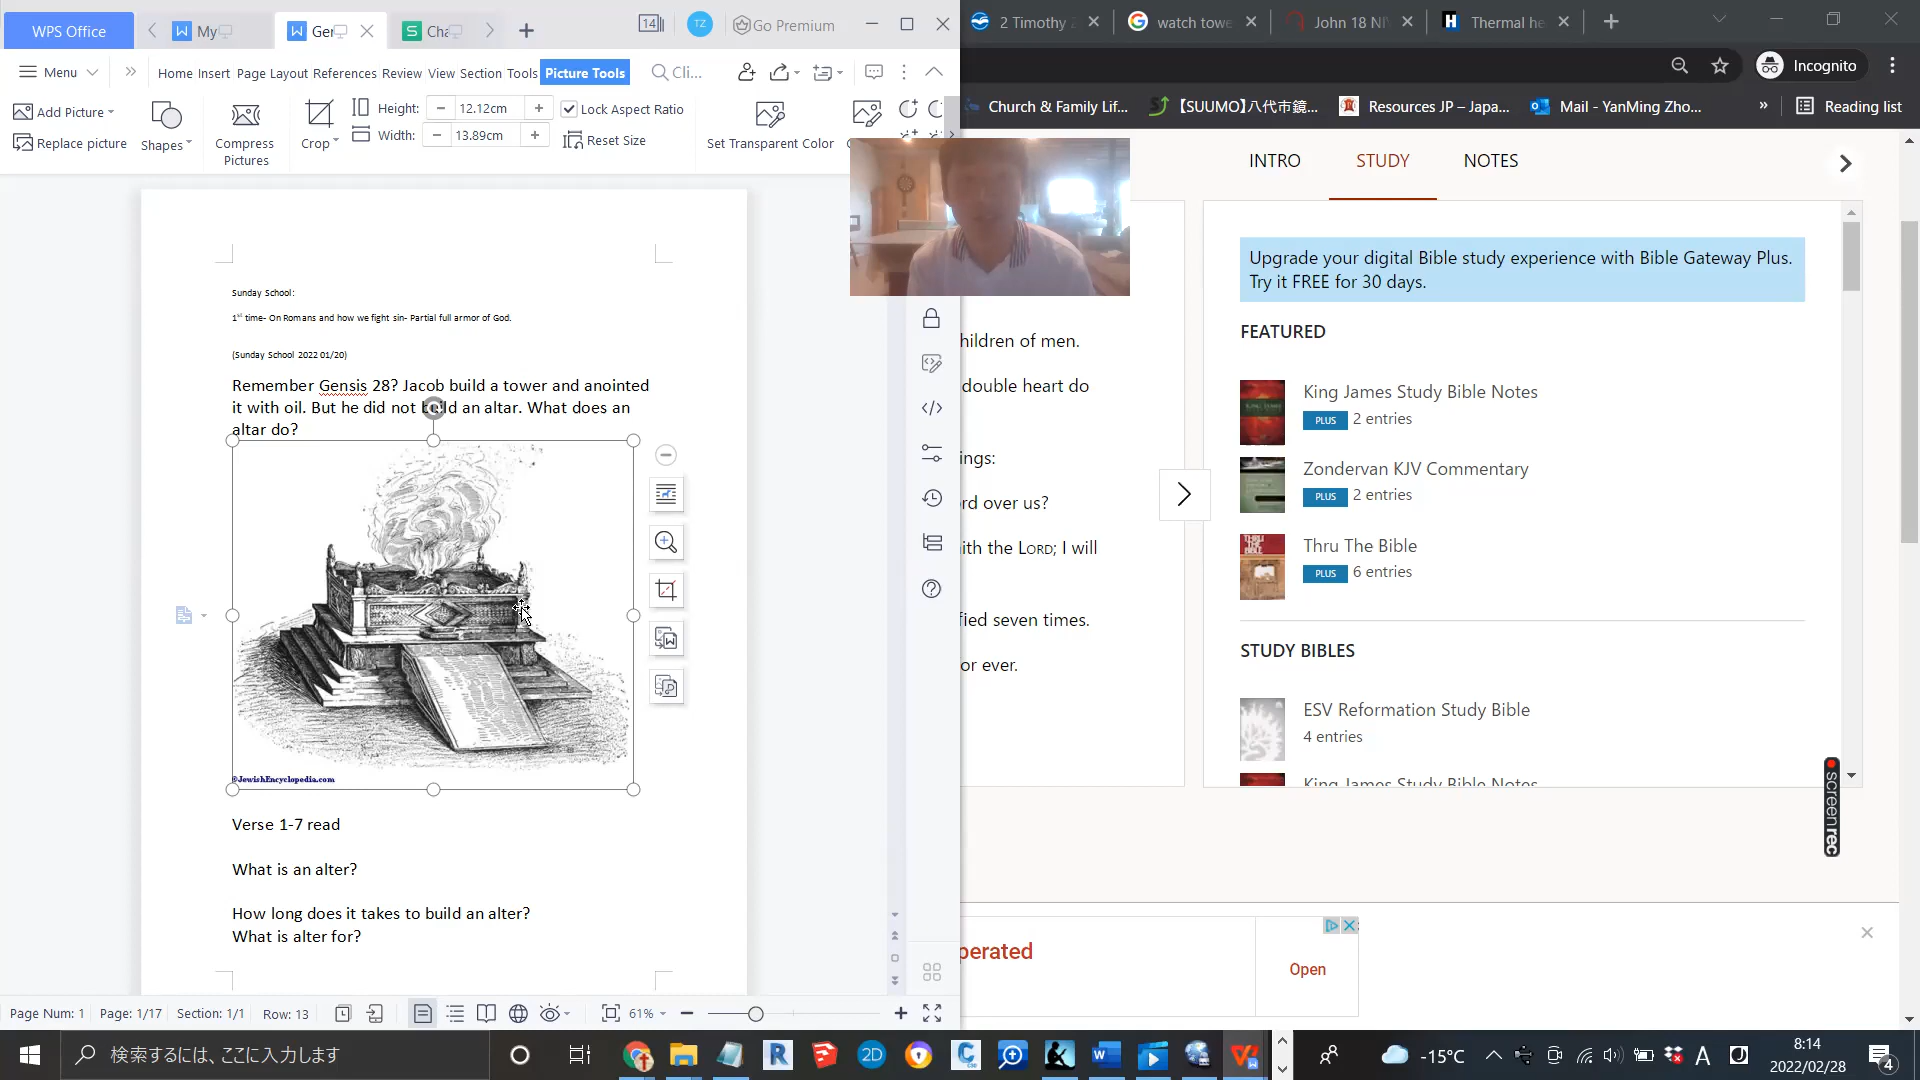 WPS Office
My
Gen
Cha
14
TZ
Go Premium
Menu
Home Insert Page Layout References Review View Section Tools Picture Tools
Cli...
Add Picture
Replace picture
Shapes
Compress
Pictures
Crop
Height: 12.12cm
Width: 13.89cm
Lock Aspect Ratio
Reset Size
Set Transparent Color
Sunday School:
1st time- On Romans and how we fight sin- Partial full armor of God.
(Sunday School 2022 01/20)
Remember Gensis 28? Jacob build a tower and anointed
it with oil. But he did not build an altar. What does an
altar do?
©JewishEncyclopedia.com
Verse 1-7 read
What is an alter?
How long does it takes to build an alter?
What is alter for?
Page Num: 1 Page: 1/17 Section: 1/1 Row: 13
61%
2 Timothy
watch towe
John 18 NI
Thermal he
Incognito
Church & Family Lif...
【SUUMO】八代市鏡...
Resources JP – Japa...
Mail - YanMing Zho...
»
Reading list
INTRO STUDY NOTES
hildren of men.
double heart do
ings:
rd over us?
ith the LORD; I will
fied seven times.
or ever.
Upgrade your digital Bible study experience with Bible Gateway Plus.
Try it FREE for 30 days.
FEATURED
King James Study Bible Notes
PLUS 2 entries
Zondervan KJV Commentary
PLUS 2 entries
Thru The Bible
PLUS 6 entries
STUDY BIBLES
ESV Reformation Study Bible
4 entries
King James Study Bible Notes
screenrec
perated
Open
検索するには、ここに入力します
-15°C
A
8:14
2022/02/28
4